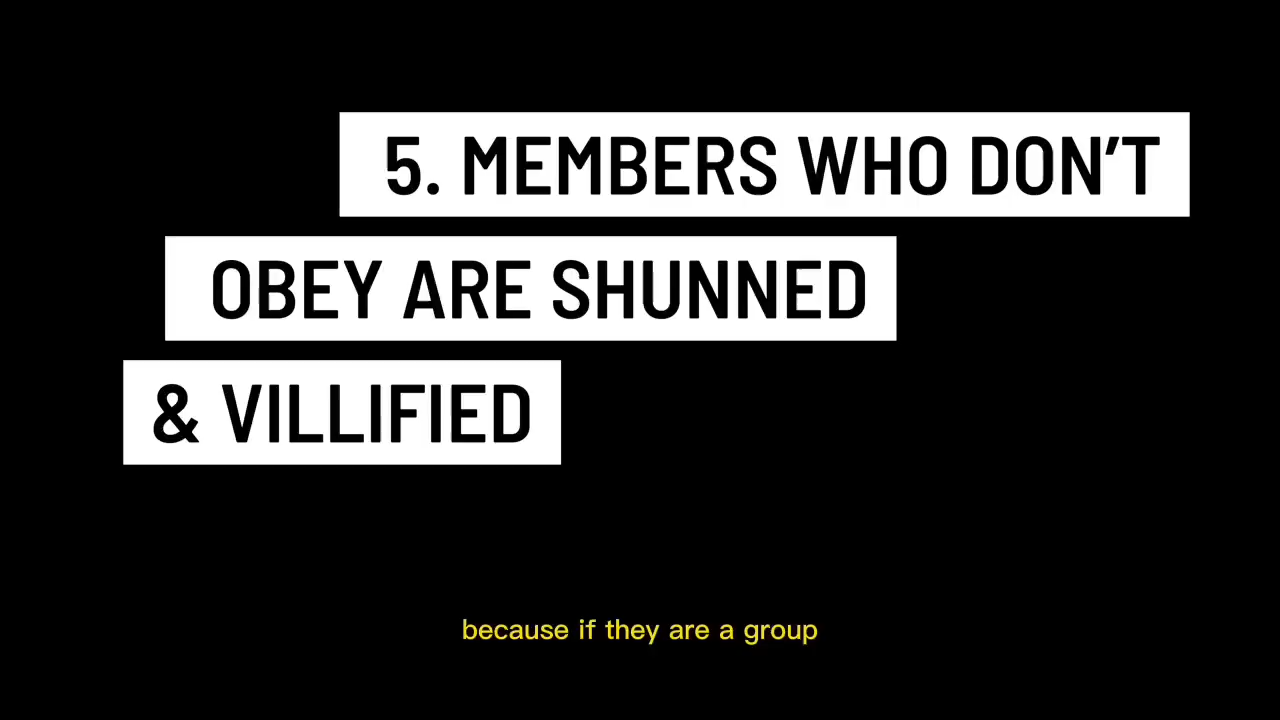 5. MEMBERS WHO DON’T
OBEY ARE SHUNNED
& VILLIFIED
because if they are a group